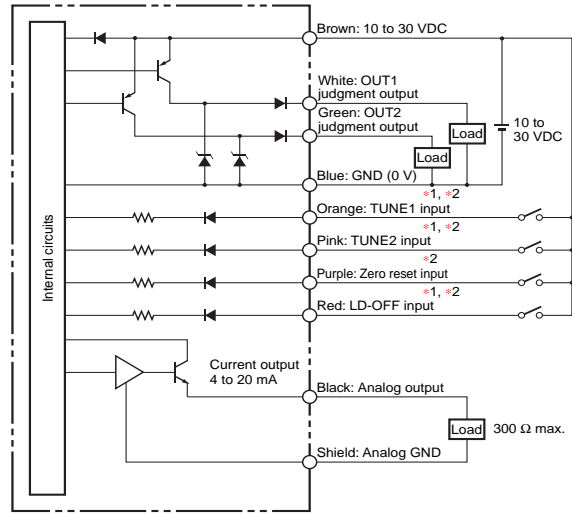 Brown: 10 to 30 VDC
White: OUT1
judgment output
Green: OUT2
judgment output
Load
Load
10 to
30 VDC
Blue: GND (0 V)
*1, *2
Orange: TUNE1 input
*1, *2
Pink: TUNE2 input
*2
Purple: Zero reset input
*1, *2
Red: LD-OFF input
Internal circuits
Current output
4 to 20 mA
Black: Analog output
Load
300 Ω max.
Shield: Analog GND